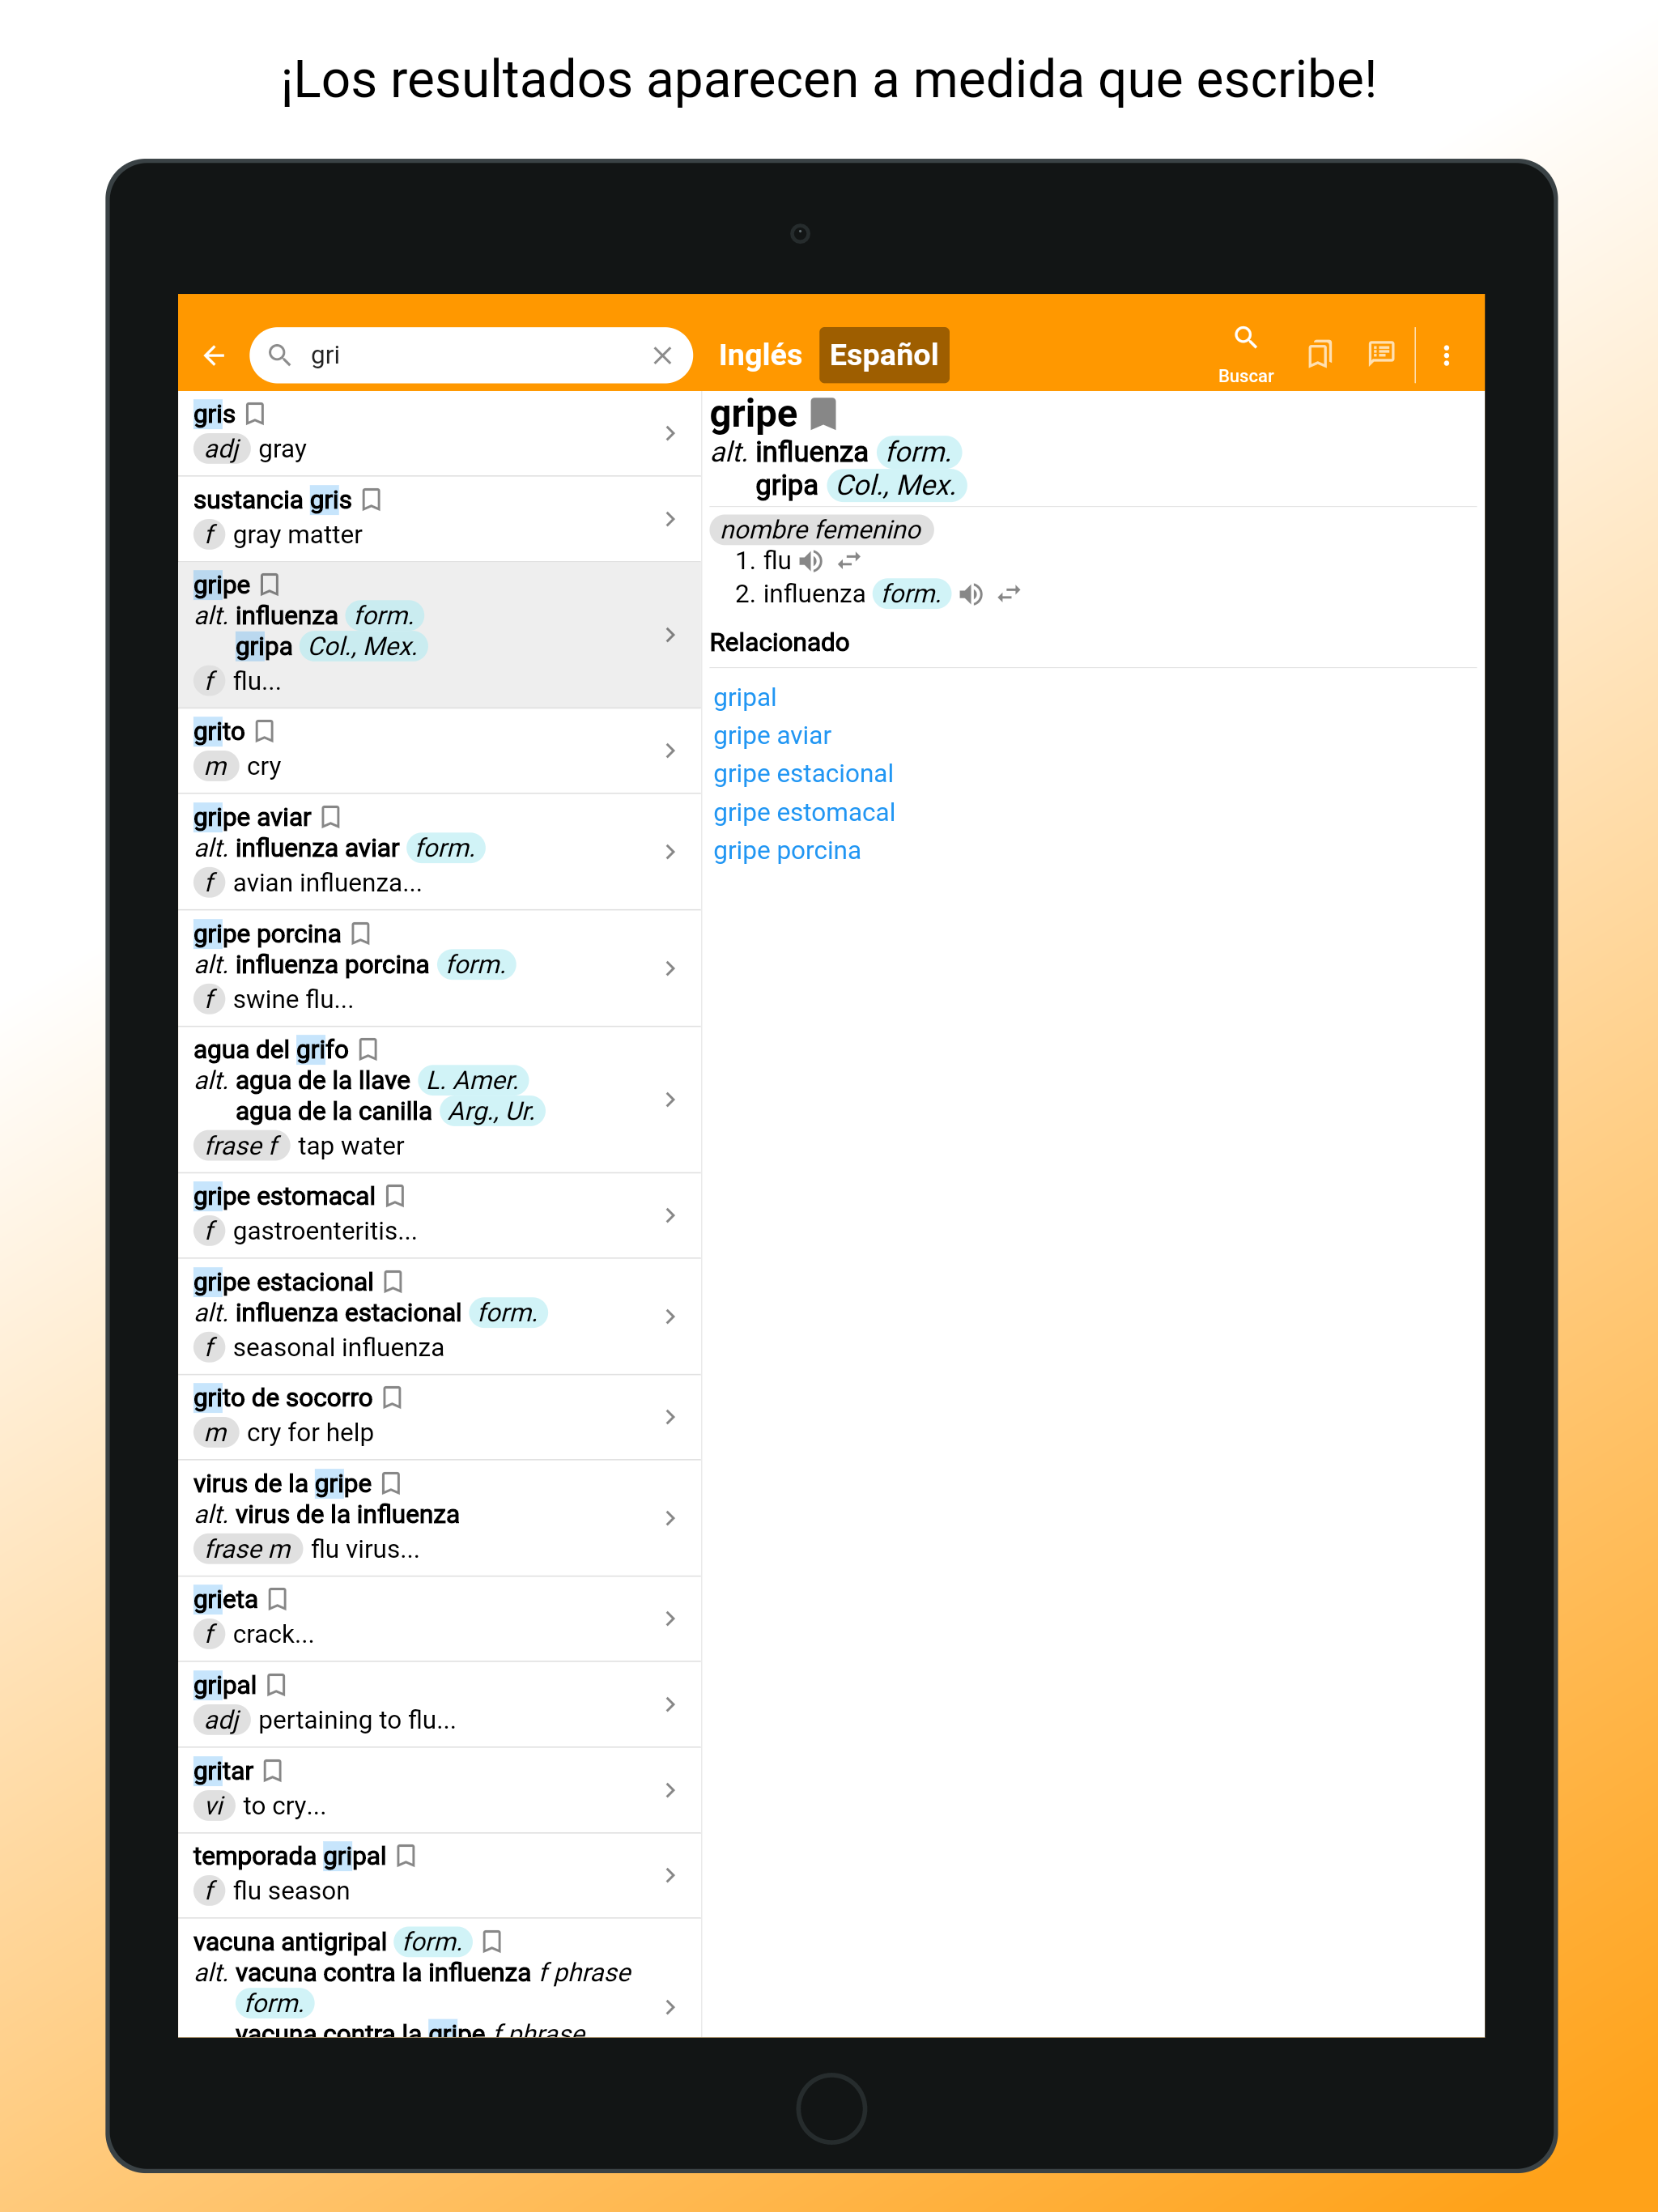 ¡Los resultados aparecen a medida que escribe!
gri
Inglés Español
Buscar
gris
adj gray
sustancia gris
f gray matter
gripe
alt. influenza form.
gripa Col., Mex.
f flu...
grito
m cry
gripe aviar
alt. influenza aviar form.
f avian influenza...
gripe porcina
alt. influenza porcina form.
f swine flu...
agua del grifo
alt. agua de la llave L. Amer.
agua de la canilla Arg., Ur.
frase f tap water
gripe estomacal
f gastroenteritis...
gripe estacional
alt. influenza estacional form.
f seasonal influenza
grito de socorro
m cry for help
virus de la gripe
alt. virus de la influenza
frase m flu virus...
grieta
f crack...
gripal
adj pertaining to flu...
gritar
vi to cry...
temporada gripal
f flu season
vacuna antigripal form.
alt. vacuna contra la influenza f phrase
form.
vacuna contra la gripe f phrase
gripe
alt. influenza form.
gripa Col., Mex.
nombre femenino
1. flu
2. influenza form.
Relacionado
gripal
gripe aviar
gripe estacional
gripe estomacal
gripe porcina